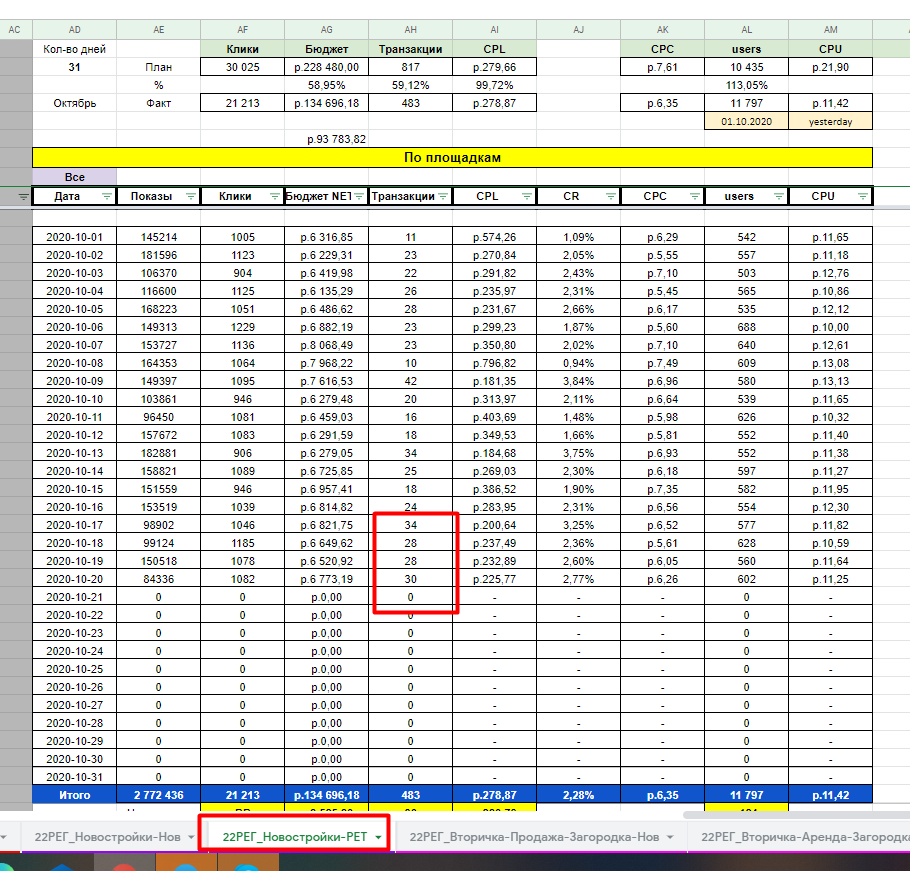 AC AD AE AF AG AH AI AJ AK AL AM
Кол-во дней Клики Бюджет Транзакции CPL CPC users CPU
31 План 30 025 р.228 480,00 817 р.279,66 р.7,61 10 435 р.21,90
% 58,95% 59,12% 99,72% 113,05%
Октябрь Факт 21 213 р.134 696,18 483 р.278,87 р.6,35 11 797 р.11,42
01.10.2020 yesterday
р.93 783,82
По площадкам
Все
Дата Показы Клики Бюджет NET Транзакции CPL CR CPC users CPU
2020-10-01 145214 1005 р.6 316,85 11 р.574,26 1,09% р.6,29 542 р.11,65
2020-10-02 181596 1123 р.6 229,31 23 р.270,84 2,05% р.5,55 557 р.11,18
2020-10-03 106370 904 р.6 419,98 22 р.291,82 2,43% р.7,10 503 р.12,76
2020-10-04 116600 1125 р.6 135,29 26 р.235,97 2,31% р.5,45 565 р.10,86
2020-10-05 168223 1051 р.6 486,62 28 р.231,67 2,66% р.6,17 535 р.12,12
2020-10-06 149313 1229 р.6 882,19 23 р.299,23 1,87% р.5,60 688 р.10,00
2020-10-07 153727 1136 р.8 068,49 23 р.350,80 2,02% р.7,10 640 р.12,61
2020-10-08 164353 1064 р.7 968,22 10 р.796,82 0,94% р.7,49 609 р.13,08
2020-10-09 149397 1095 р.7 616,53 42 р.181,35 3,84% р.6,96 580 р.13,13
2020-10-10 103861 946 р.6 279,48 20 р.313,97 2,11% р.6,64 539 р.11,65
2020-10-11 96450 1081 р.6 459,03 16 р.403,69 1,48% р.5,98 626 р.10,32
2020-10-12 157672 1083 р.6 291,59 18 р.349,53 1,66% р.5,81 552 р.11,40
2020-10-13 182881 906 р.6 279,05 34 р.184,68 3,75% р.6,93 552 р.11,38
2020-10-14 158821 1089 р.6 725,85 25 р.269,03 2,30% р.6,18 597 р.11,27
2020-10-15 151559 946 р.6 957,41 18 р.386,52 1,90% р.7,35 582 р.11,95
2020-10-16 153519 1039 р.6 814,82 24 р.283,95 2,31% р.6,56 554 р.12,30
2020-10-17 98902 1046 р.6 821,75 34 р.200,64 3,25% р.6,52 577 р.11,82
2020-10-18 99124 1185 р.6 649,62 28 р.237,49 2,36% р.5,61 628 р.10,59
2020-10-19 150518 1078 р.6 520,92 28 р.232,89 2,60% р.6,05 560 р.11,64
2020-10-20 84336 1082 р.6 773,19 30 р.225,77 2,77% р.6,26 602 р.11,25
2020-10-21 0 0 р.0,00 0 - - - 0 -
2020-10-22 0 0 р.0,00 0 - - - 0 -
2020-10-23 0 0 р.0,00 0 - - - 0 -
2020-10-24 0 0 р.0,00 0 - - - 0 -
2020-10-25 0 0 р.0,00 0 - - - 0 -
2020-10-26 0 0 р.0,00 0 - - - 0 -
2020-10-27 0 0 р.0,00 0 - - - 0 -
2020-10-28 0 0 р.0,00 0 - - - 0 -
2020-10-29 0 0 р.0,00 0 - - - 0 -
2020-10-30 0 0 р.0,00 0 - - - 0 -
2020-10-31 0 0 р.0,00 0 - - - 0 -
Итого 2 772 436 21 213 р.134 696,18 483 р.278,87 2,28% р.6,35 11 797 р.11,42
22РЕГ_Новостройки-Нов 22РЕГ_Новостройки-РЕТ 22РЕГ_Вторичка-Продажа-Загородка-Нов 22РЕГ_Вторичка-Аренда-Загородка